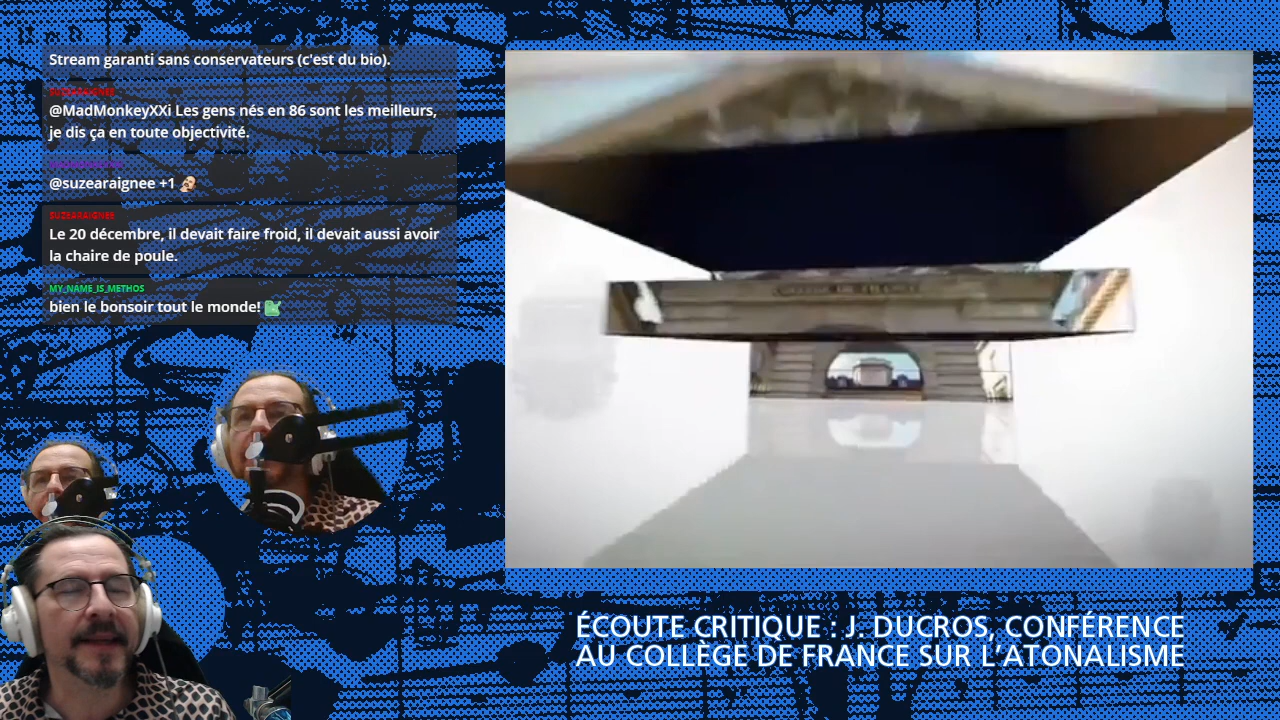 Stream garanti sans conservateurs (c'est du bio).
SUZEARAIGNEE
@MadMonkeyXXi Les gens nés en 86 sont les meilleurs,
je dis ça en toute objectivité.
@suzearaignee +1
SUZEARAIGNEE
Le 20 décembre, il devait faire froid, il devait aussi avoir
la chaire de poule.
MY_NAME_IS_METHOS
bien le bonsoir tout le monde!
ÉCOUTE CRITIQUE : J. DUCROS, CONFÉRENCE
AU COLLÈGE DE FRANCE SUR L'ATONALISME